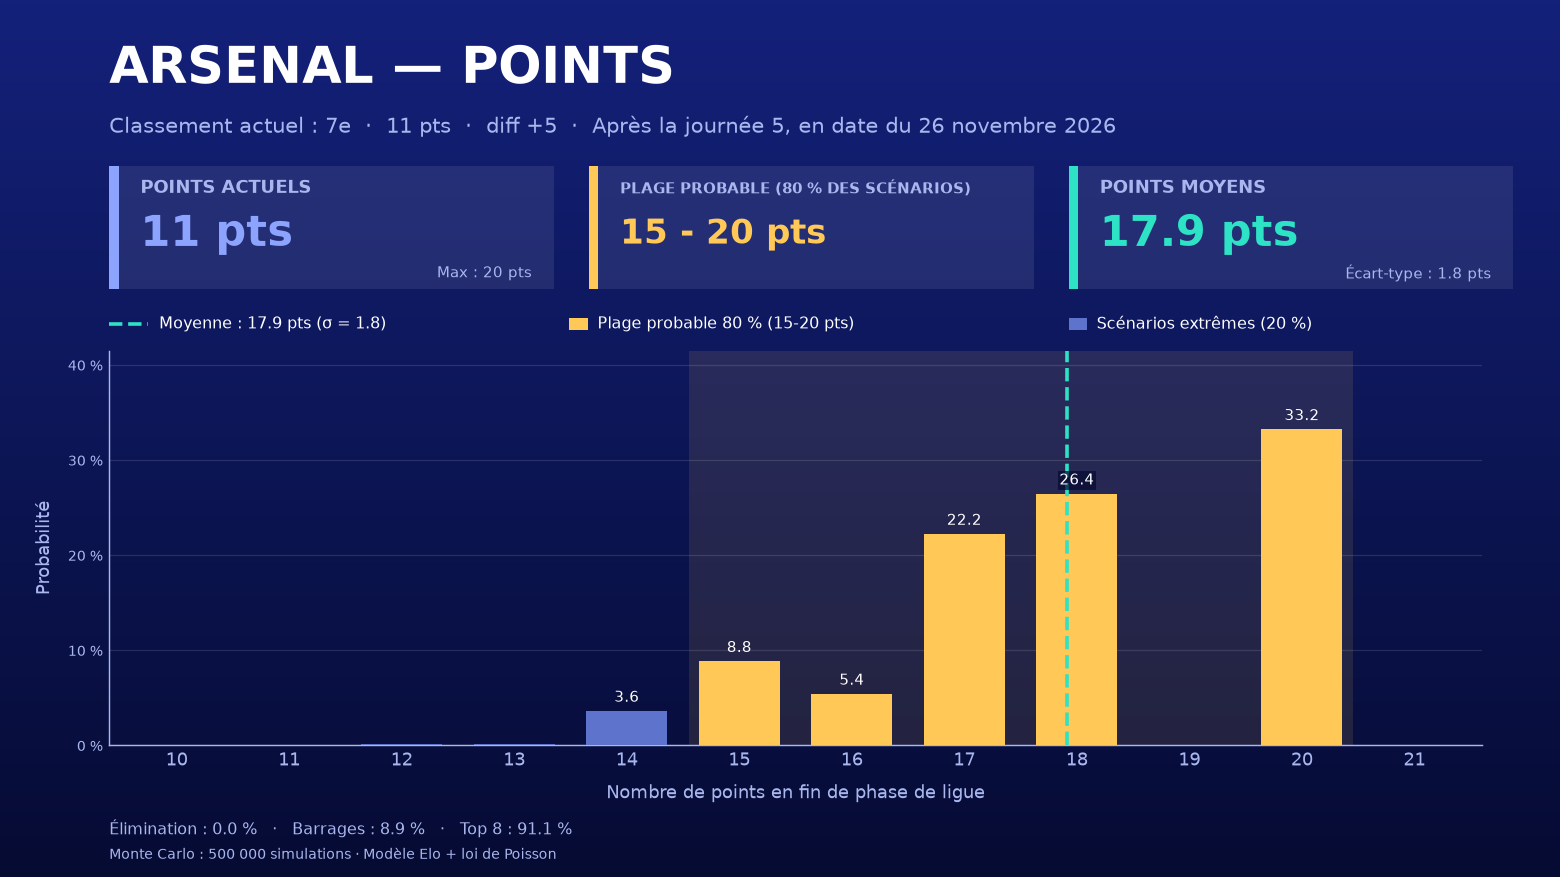 ARSENAL — POINTS
Classement actuel : 7e · 11 pts · diff +5 · Après la journée 5, en date du 26 novembre 2026
POINTS ACTUELS
11 pts
Max : 20 pts
PLAGE PROBABLE (80 % DES SCÉNARIOS)
15 - 20 pts
POINTS MOYENS
17.9 pts
Écart-type : 1.8 pts
Moyenne : 17.9 pts (σ = 1.8)
Plage probable 80 % (15-20 pts)
Scénarios extrêmes (20 %)
Probabilité
40 %
30 %
20 %
10 %
0 %
3.6
8.8
5.4
22.2
26.4
33.2
10 11 12 13 14 15 16 17 18 19 20 21
Nombre de points en fin de phase de ligue
Élimination : 0.0 % · Barrages : 8.9 % · Top 8 : 91.1 %
Monte Carlo : 500 000 simulations · Modèle Elo + loi de Poisson